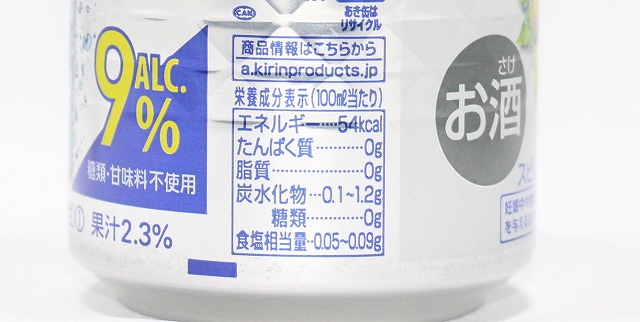 9%
ALC.
糖類・甘味料不使用
果汁2.3%
あき缶は
リサイクル
商品情報はこちらから
a.kirinproducts.jp
栄養成分表示(100ml当たり)
エネルギー……54kcal
たんぱく質……0g
脂質……0g
炭水化物…0.1~1.2g
糖類……0g
食塩相当量…0.05~0.09g
さけ
お酒